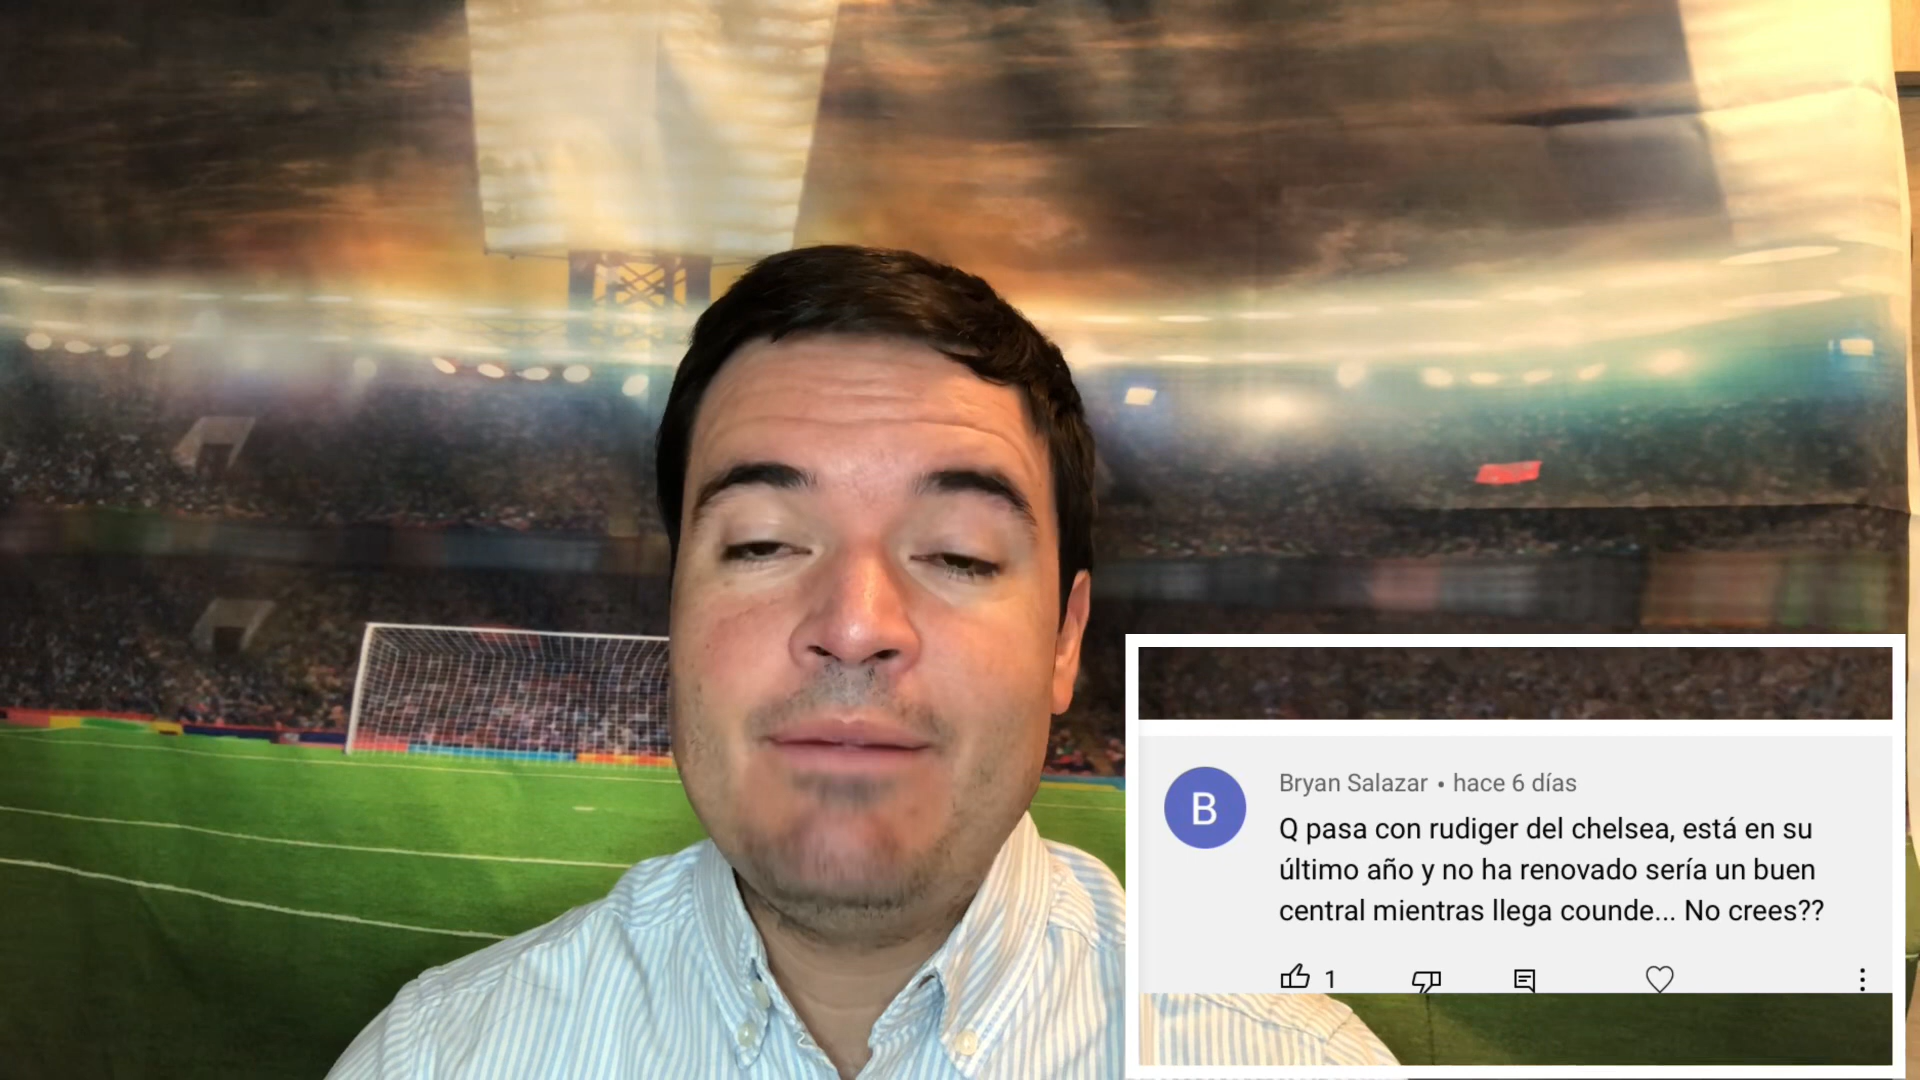 B
Bryan Salazar • hace 6 días
Q pasa con rudiger del chelsea, está en su
último año y no ha renovado sería un buen
central mientras llega counde... No crees??
1